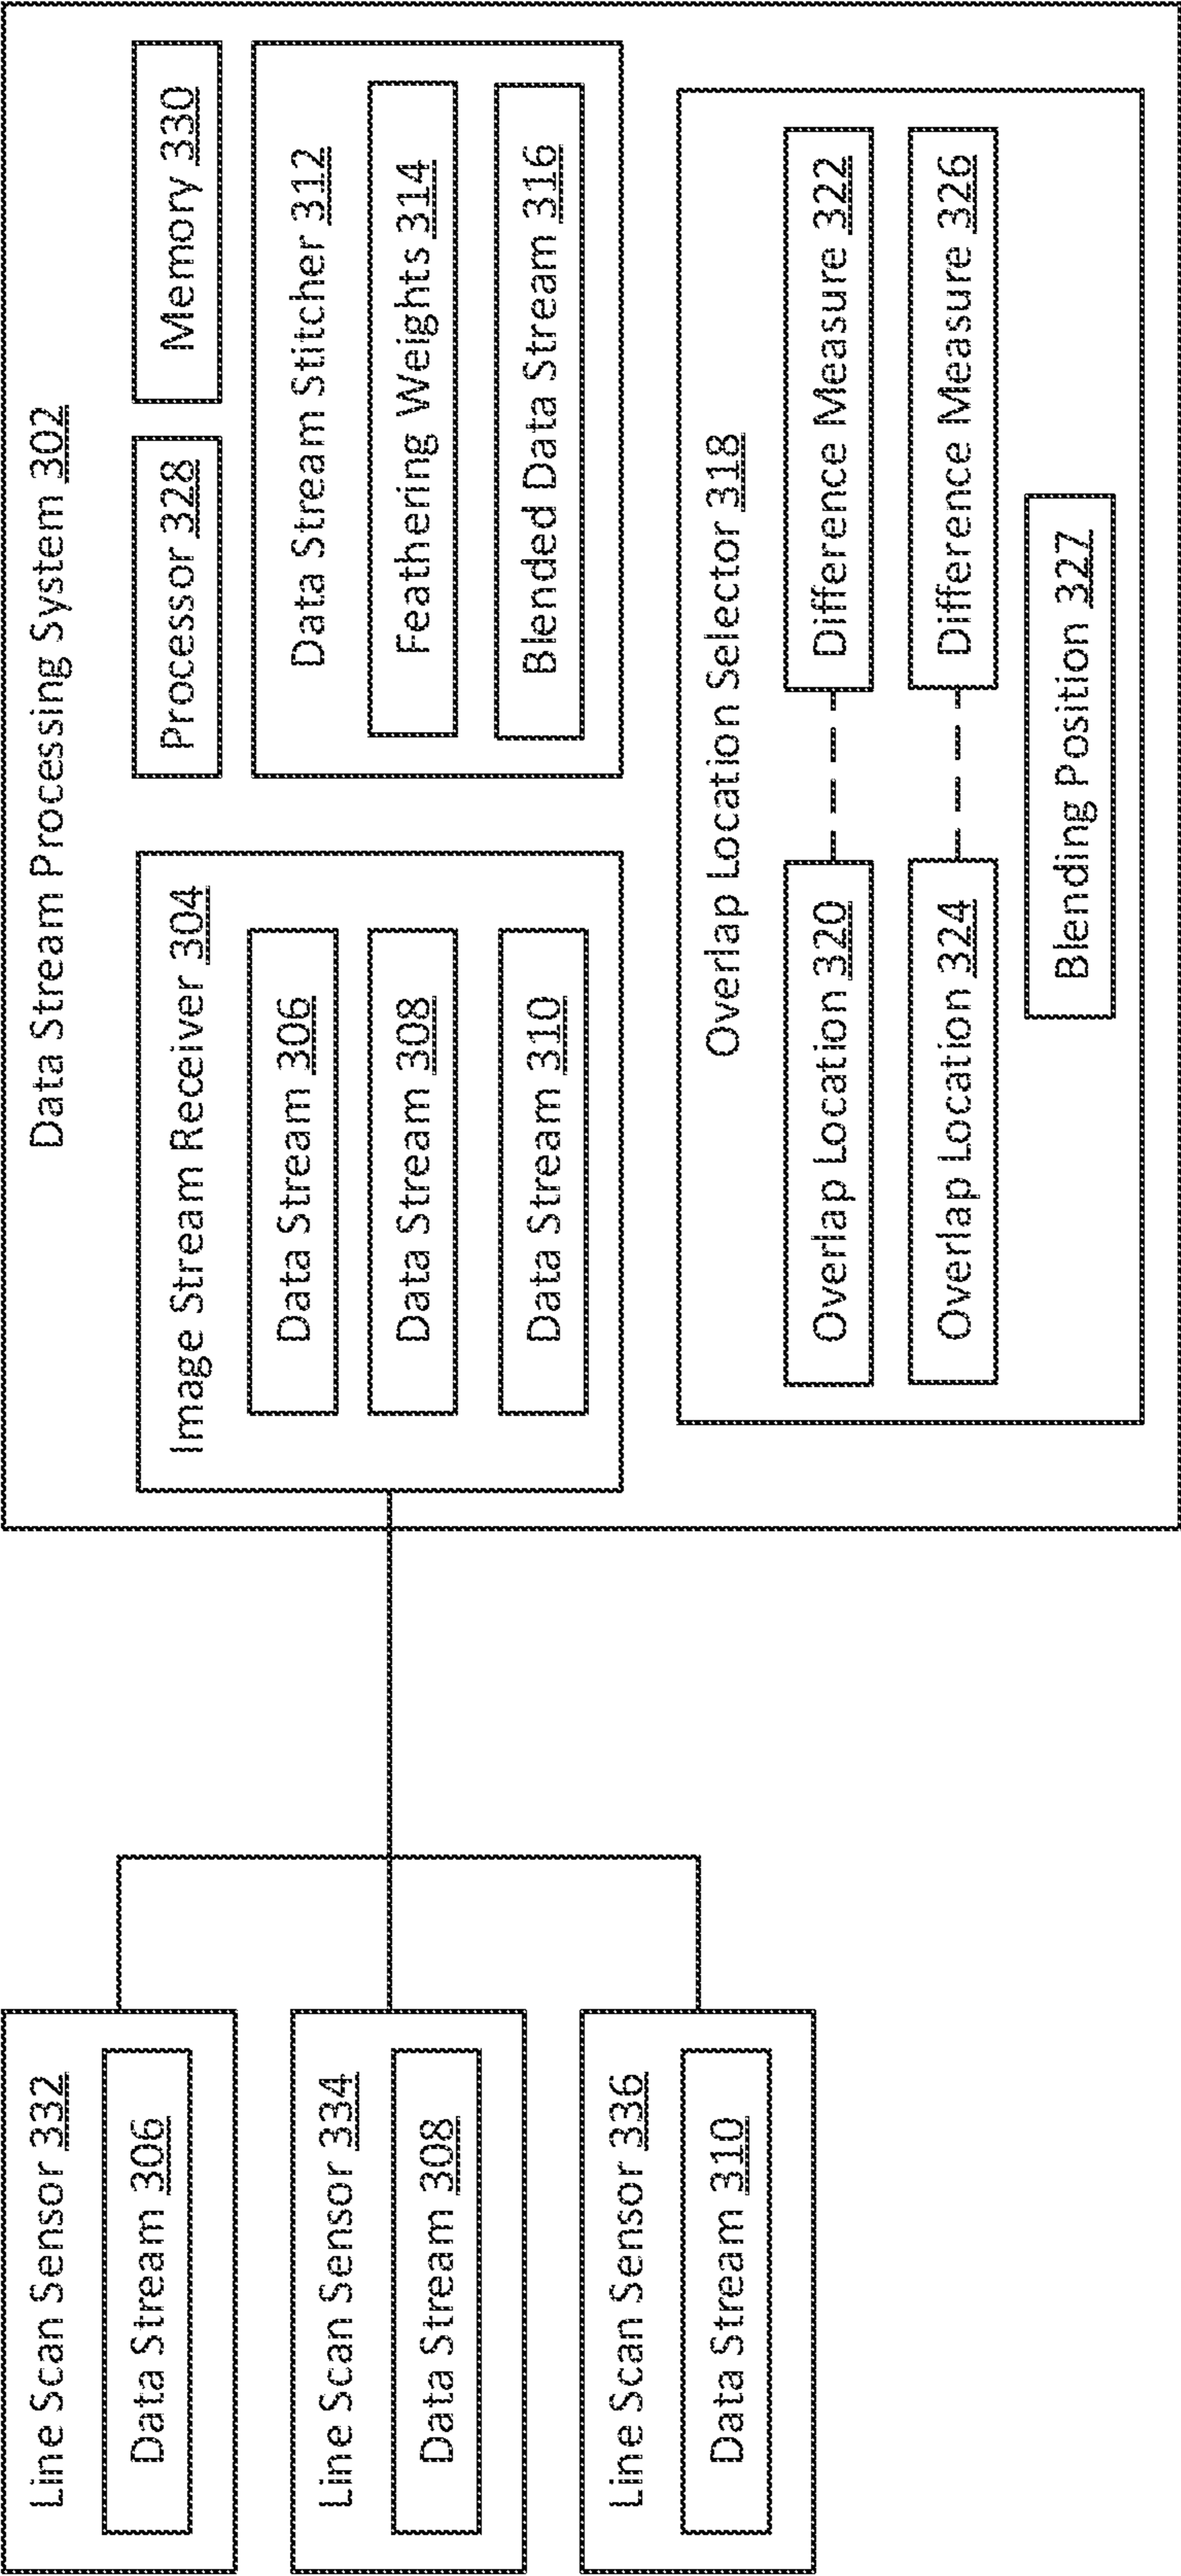 Line Scan Sensor 332
Data Stream 306
Line Scan Sensor 334
Data Stream 308
Line Scan Sensor 336
Data Stream 310
Data Stream Processing System 302
Image Stream Receiver 304
Data Stream 306
Data Stream 308
Data Stream 310
Processor 328
Memory 330
Data Stream Stitcher 312
Feathering Weights 314
Blended Data Stream 316
Overlap Location Selector 318
Overlap Location 320
Difference Measure 322
Overlap Location 324
Difference Measure 326
Blending Position 327